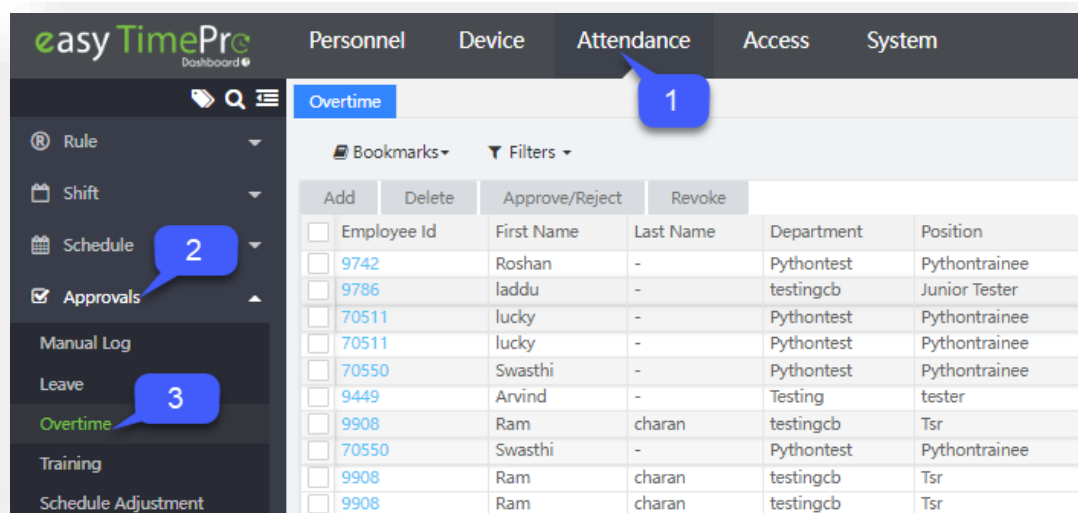 easy TimePro
Dashboard
Personnel Device Attendance Access System
1
Overtime
Rule
Bookmarks Filters
Shift
Add Delete Approve/Reject Revoke
Employee Id First Name Last Name Department Position
Schedule
2
9742 Roshan - Pythontest Pythontrainee
9786 laddu - testingcb Junior Tester
Approvals
70511 lucky - Pythontest Pythontrainee
70511 lucky - Pythontest Pythontrainee
Manual Log
70550 Swasthi - Pythontest Pythontrainee
Leave
3
9449 Arvind - Testing tester
Overtime
9908 Ram charan testingcb Tsr
70550 Swasthi - Pythontest Pythontrainee
Training
9908 Ram charan testingcb Tsr
Schedule Adjustment
9908 Ram charan testingcb Tsr